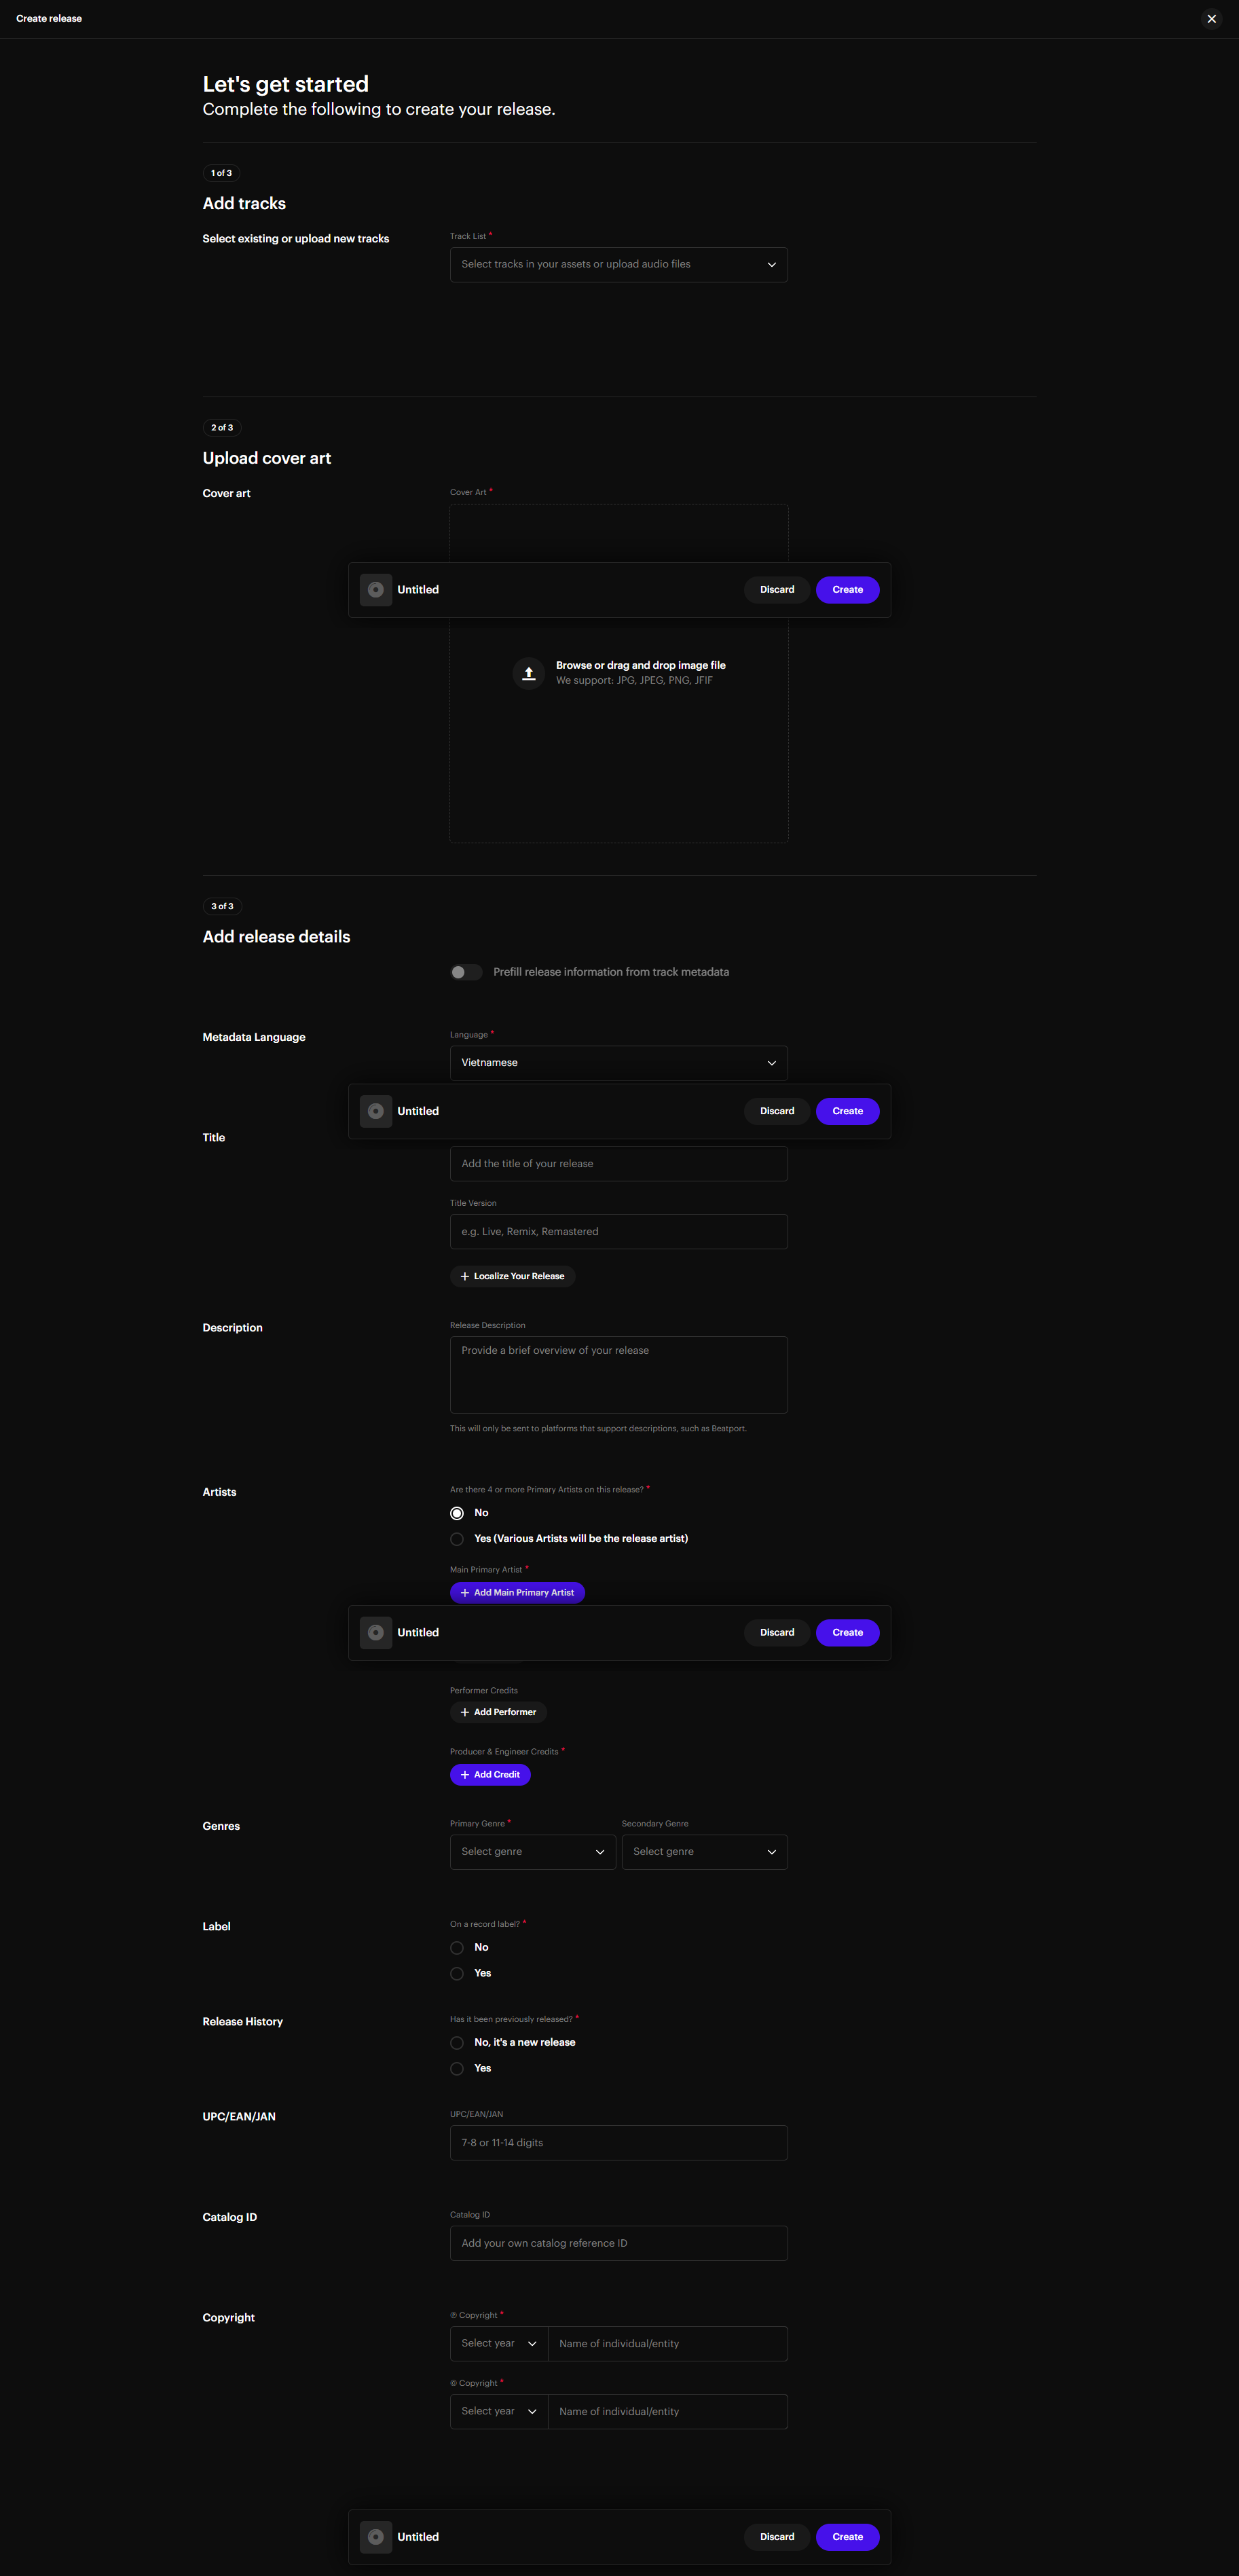 Create release
Let's get started
Complete the following to create your release.
1 of 3
Add tracks
Select existing or upload new tracks
Track List *
Select tracks in your assets or upload audio files
2 of 3
Upload cover art
Cover art
Cover Art *
Untitled
Discard
Create
Browse or drag and drop image file
We support: JPG, JPEG, PNG, JFIF
3 of 3
Add release details
Prefill release information from track metadata
Metadata Language
Language *
Vietnamese
Untitled
Discard
Create
Title
Add the title of your release
Title Version
e.g. Live, Remix, Remastered
+ Localize Your Release
Description
Release Description
Provide a brief overview of your release
This will only be sent to platforms that support descriptions, such as Beatport.
Artists
Are there 4 or more Primary Artists on this release? *
No
Yes (Various Artists will be the release artist)
Main Primary Artist *
+ Add Main Primary Artist
Untitled
Discard
Create
Performer Credits
+ Add Performer
Producer & Engineer Credits *
+ Add Credit
Genres
Primary Genre *
Secondary Genre
Select genre
Select genre
Label
On a record label? *
No
Yes
Release History
Has it been previously released? *
No, it's a new release
Yes
UPC/EAN/JAN
UPC/EAN/JAN
7-8 or 11-14 digits
Catalog ID
Catalog ID
Add your own catalog reference ID
Copyright
℗ Copyright *
Select year
Name of individual/entity
© Copyright *
Select year
Name of individual/entity
Untitled
Discard
Create